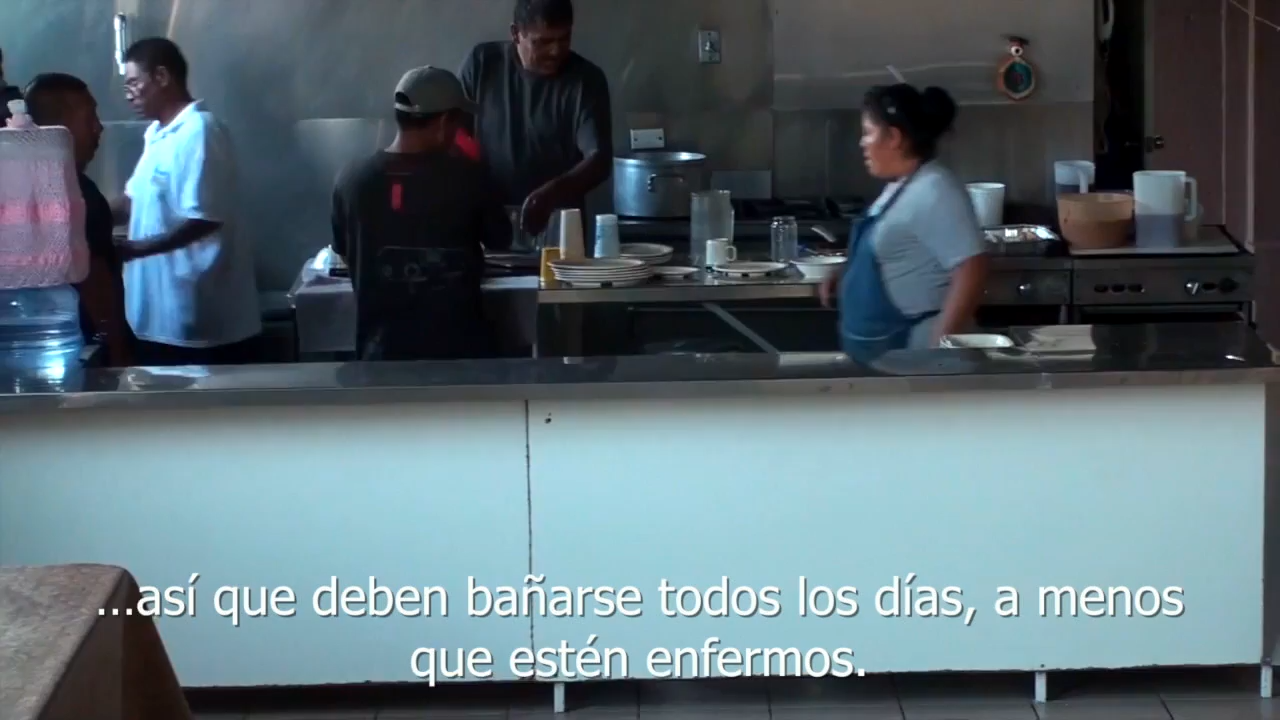 ...así que deben bañarse todos los días, a menos
que estén enfermos.